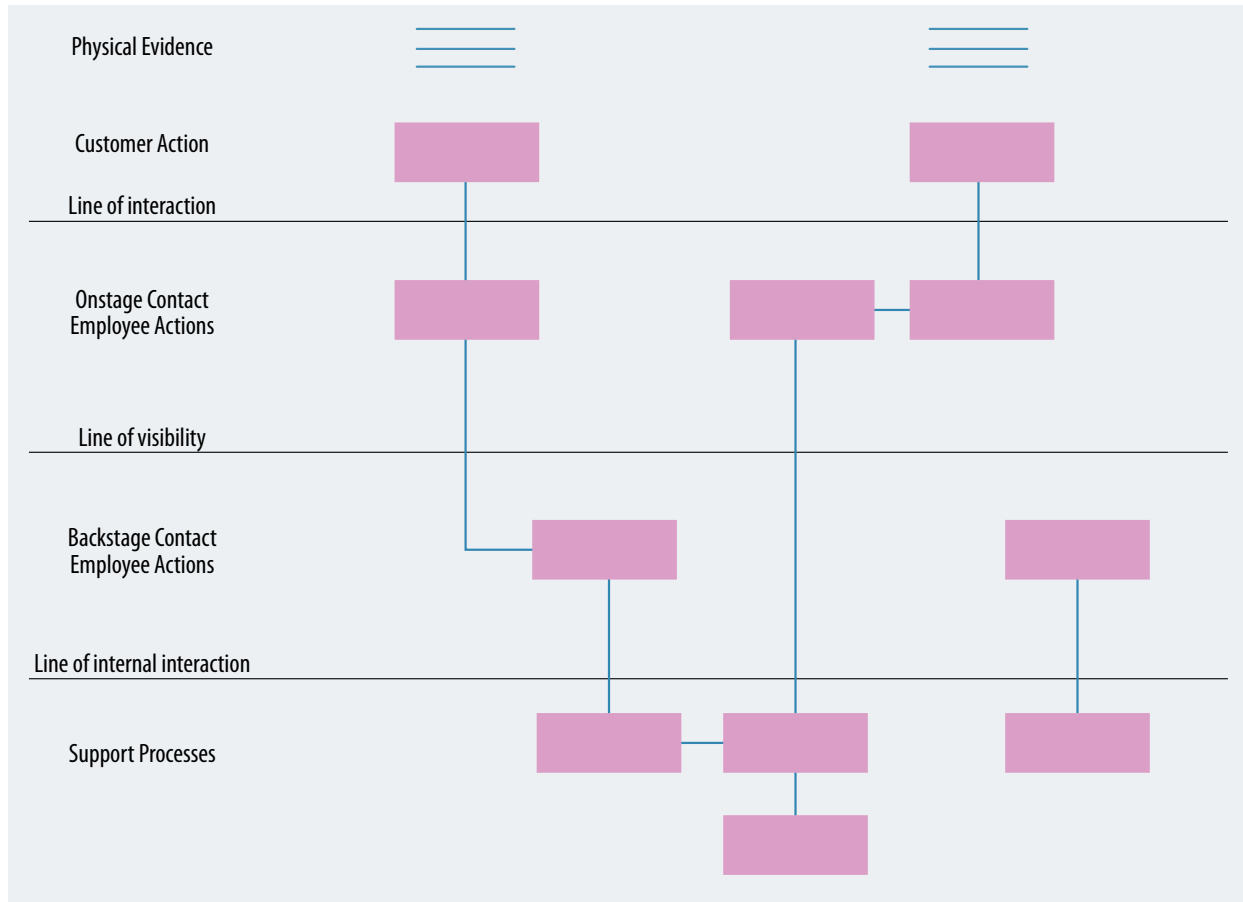 Physical Evidence
Customer Action
Line of interaction
Onstage Contact
Employee Actions
Line of visibility
Backstage Contact
Employee Actions
Line of internal interaction
Support Processes